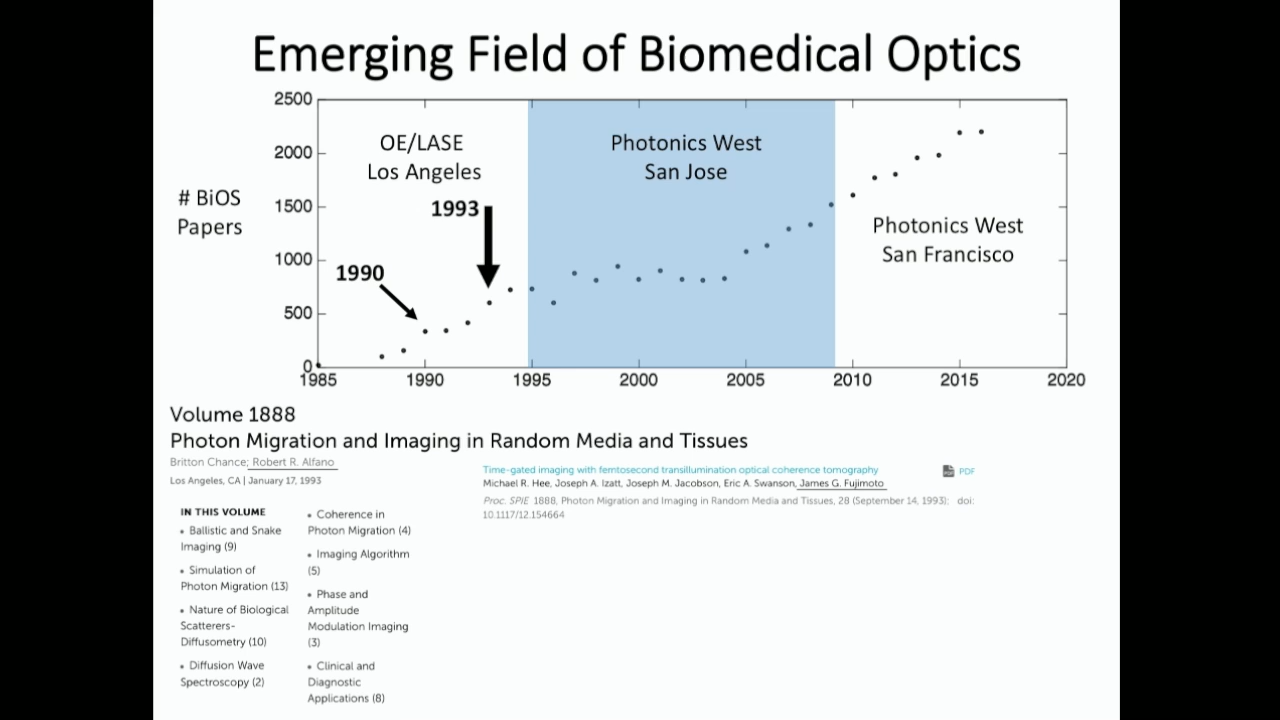 Emerging Field of Biomedical Optics
2500
2000
1500
1000
500
0
# BiOS
Papers
OE/LASE
Los Angeles
1993
1990
Photonics West
San Jose
Photonics West
San Francisco
1985 1990 1995 2000 2005 2010 2015 2020
Volume 1888
Photon Migration and Imaging in Random Media and Tissues
Britton Chance; Robert R. Alfano
Los Angeles, CA | January 17, 1993
IN THIS VOLUME
• Ballistic and Snake
Imaging (9)
• Simulation of
Photon Migration (13)
• Nature of Biological
Scatterers-
Diffusometry (10)
• Diffusion Wave
Spectroscopy (2)
• Coherence in
Photon Migration (4)
• Imaging Algorithm
(5)
• Phase and
Amplitude
Modulation Imaging
(3)
• Clinical and
Diagnostic
Applications (8)
Time-gated imaging with femtosecond transillumination optical coherence tomography
PDF
Michael R. Hee, Joseph A. Izatt, Joseph M. Jacobson, Eric A. Swanson, James G. Fujimoto
Proc. SPIE 1888, Photon Migration and Imaging in Random Media and Tissues, 28 (September 14, 1993); doi:
10.1117/12.154664